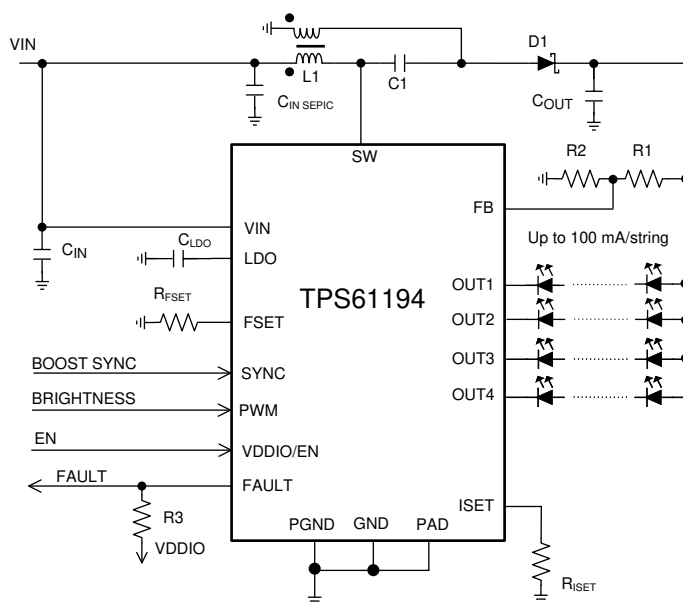 VIN
D1
L1
C1
CIN SEPIC
COUT
SW
R2
R1
FB
VIN
CIN
CLDO
LDO
Up to 100 mA/string
TPS61194
RFSET
FSET
OUT1
OUT2
OUT3
OUT4
BOOST SYNC
SYNC
BRIGHTNESS
PWM
EN
VDDIO/EN
FAULT
FAULT
ISET
R3
VDDIO
PGND
GND
PAD
RISET